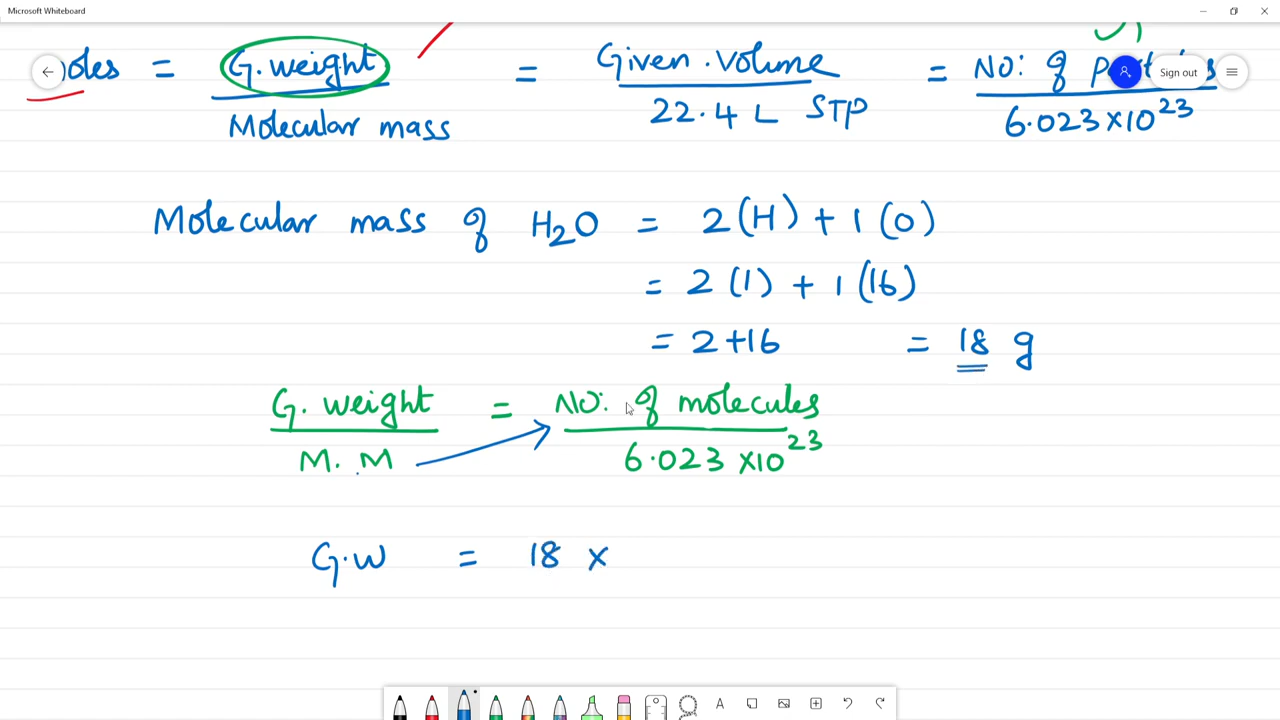 Microsoft Whiteboard
oles = G. weight / Molecular mass = Given. Volume / 22.4 L STP = NO: of / 6.023 × 10^23
Sign out
Molecular mass of H2O = 2 (H) + 1 (O)
= 2 (1) + 1 (16)
= 2 + 16 = 18 g
G. weight / M. M = NO: of molecules / 6.023 × 10^23
G.W = 18 ×
A